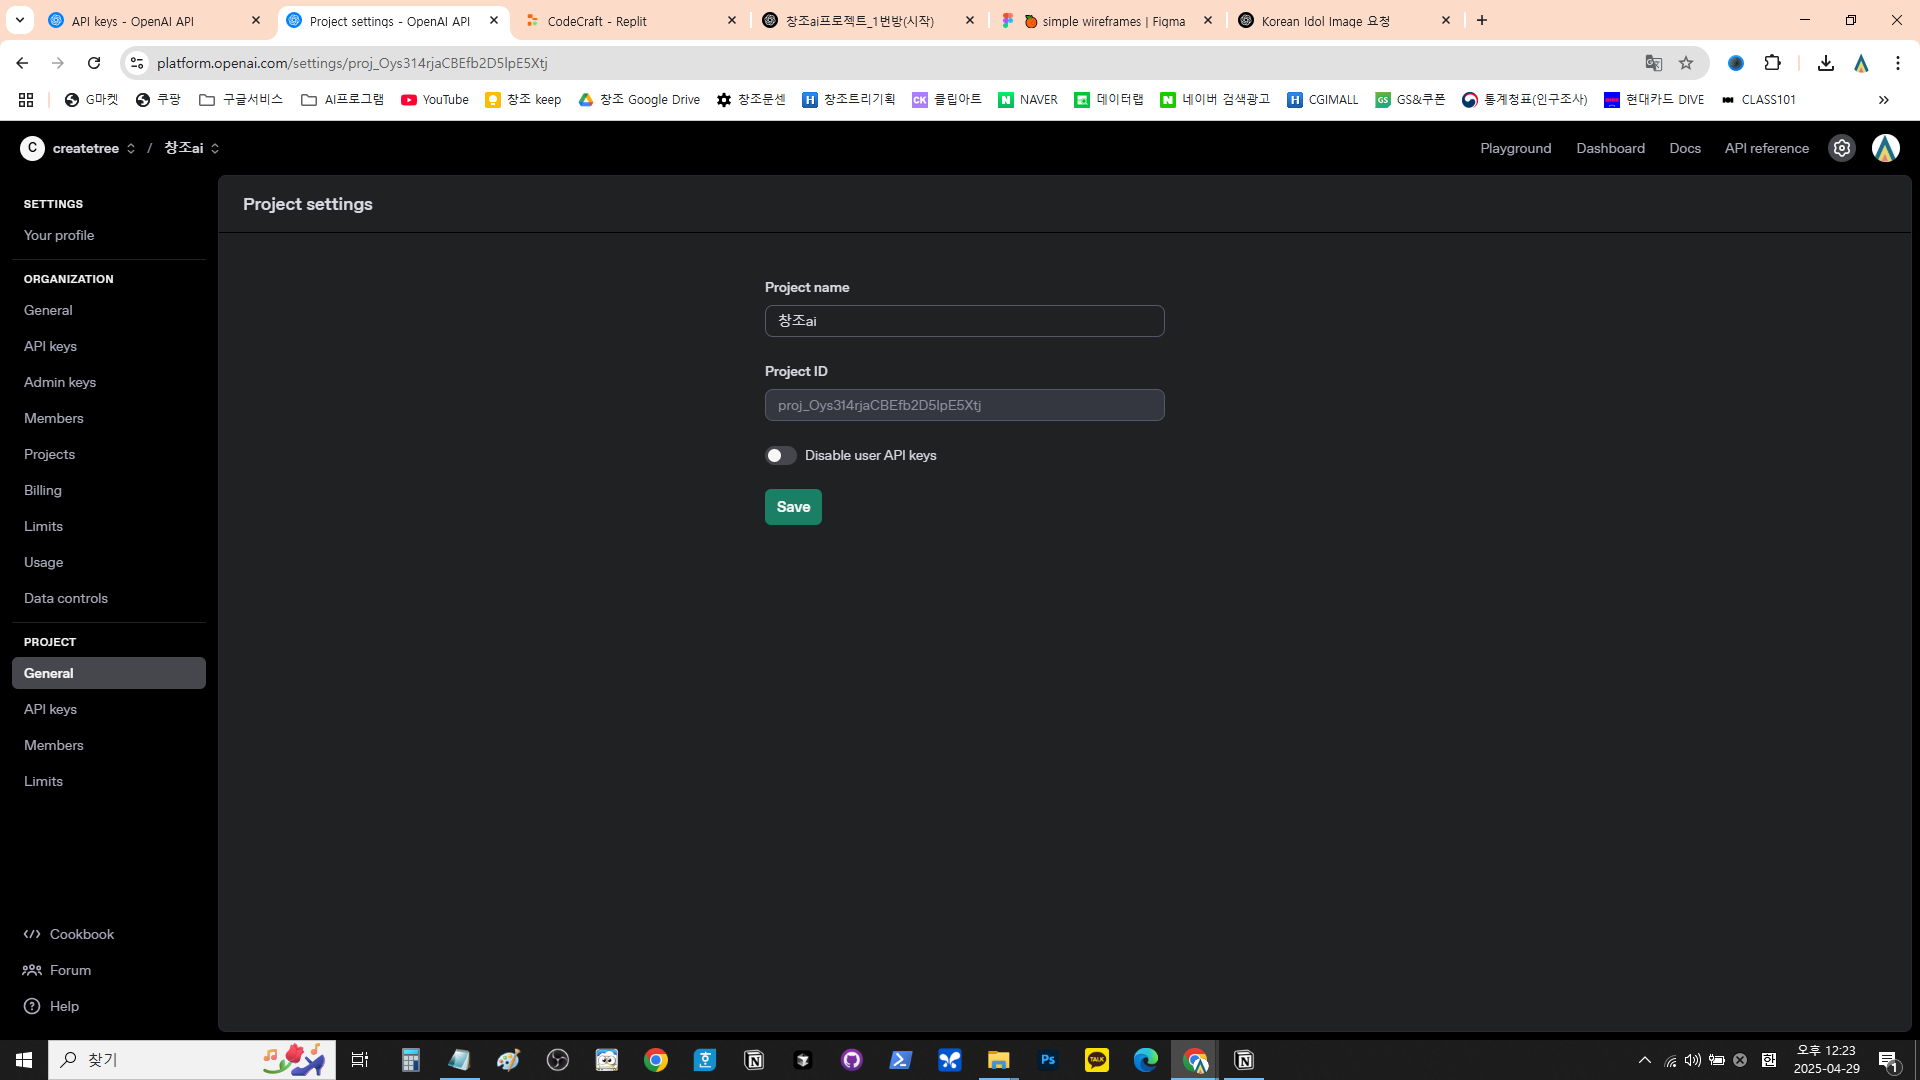 API keys - OpenAI API
Project settings - OpenAI API
CodeCraft - Replit
창조ai프로젝트_1번방(시작)
simple wireframes | Figma
Korean Idol Image 요청
platform.openai.com/settings/proj_Oys314rjaCBEfb2D5IpE5Xtj
G마켓
쿠팡
구글서비스
AI프로그램
YouTube
창조 keep
창조 Google Drive
창조문센
창조트리기획
클립아트
NAVER
데이터랩
네이버 검색광고
CGIMALL
GS&쿠폰
통계청표(인구조사)
현대카드 DIVE
CLASS101
C createtree / 창조ai
Playground
Dashboard
Docs
API reference
SETTINGS
Your profile
ORGANIZATION
General
API keys
Admin keys
Members
Projects
Billing
Limits
Usage
Data controls
PROJECT
General
API keys
Members
Limits
Cookbook
Forum
Help
Project settings
Project name
창조ai
Project ID
proj_Oys314rjaCBEfb2D5IpE5Xtj
Disable user API keys
Save
찾기
Ps
TALK
한
오후 12:23
2025-04-29
1